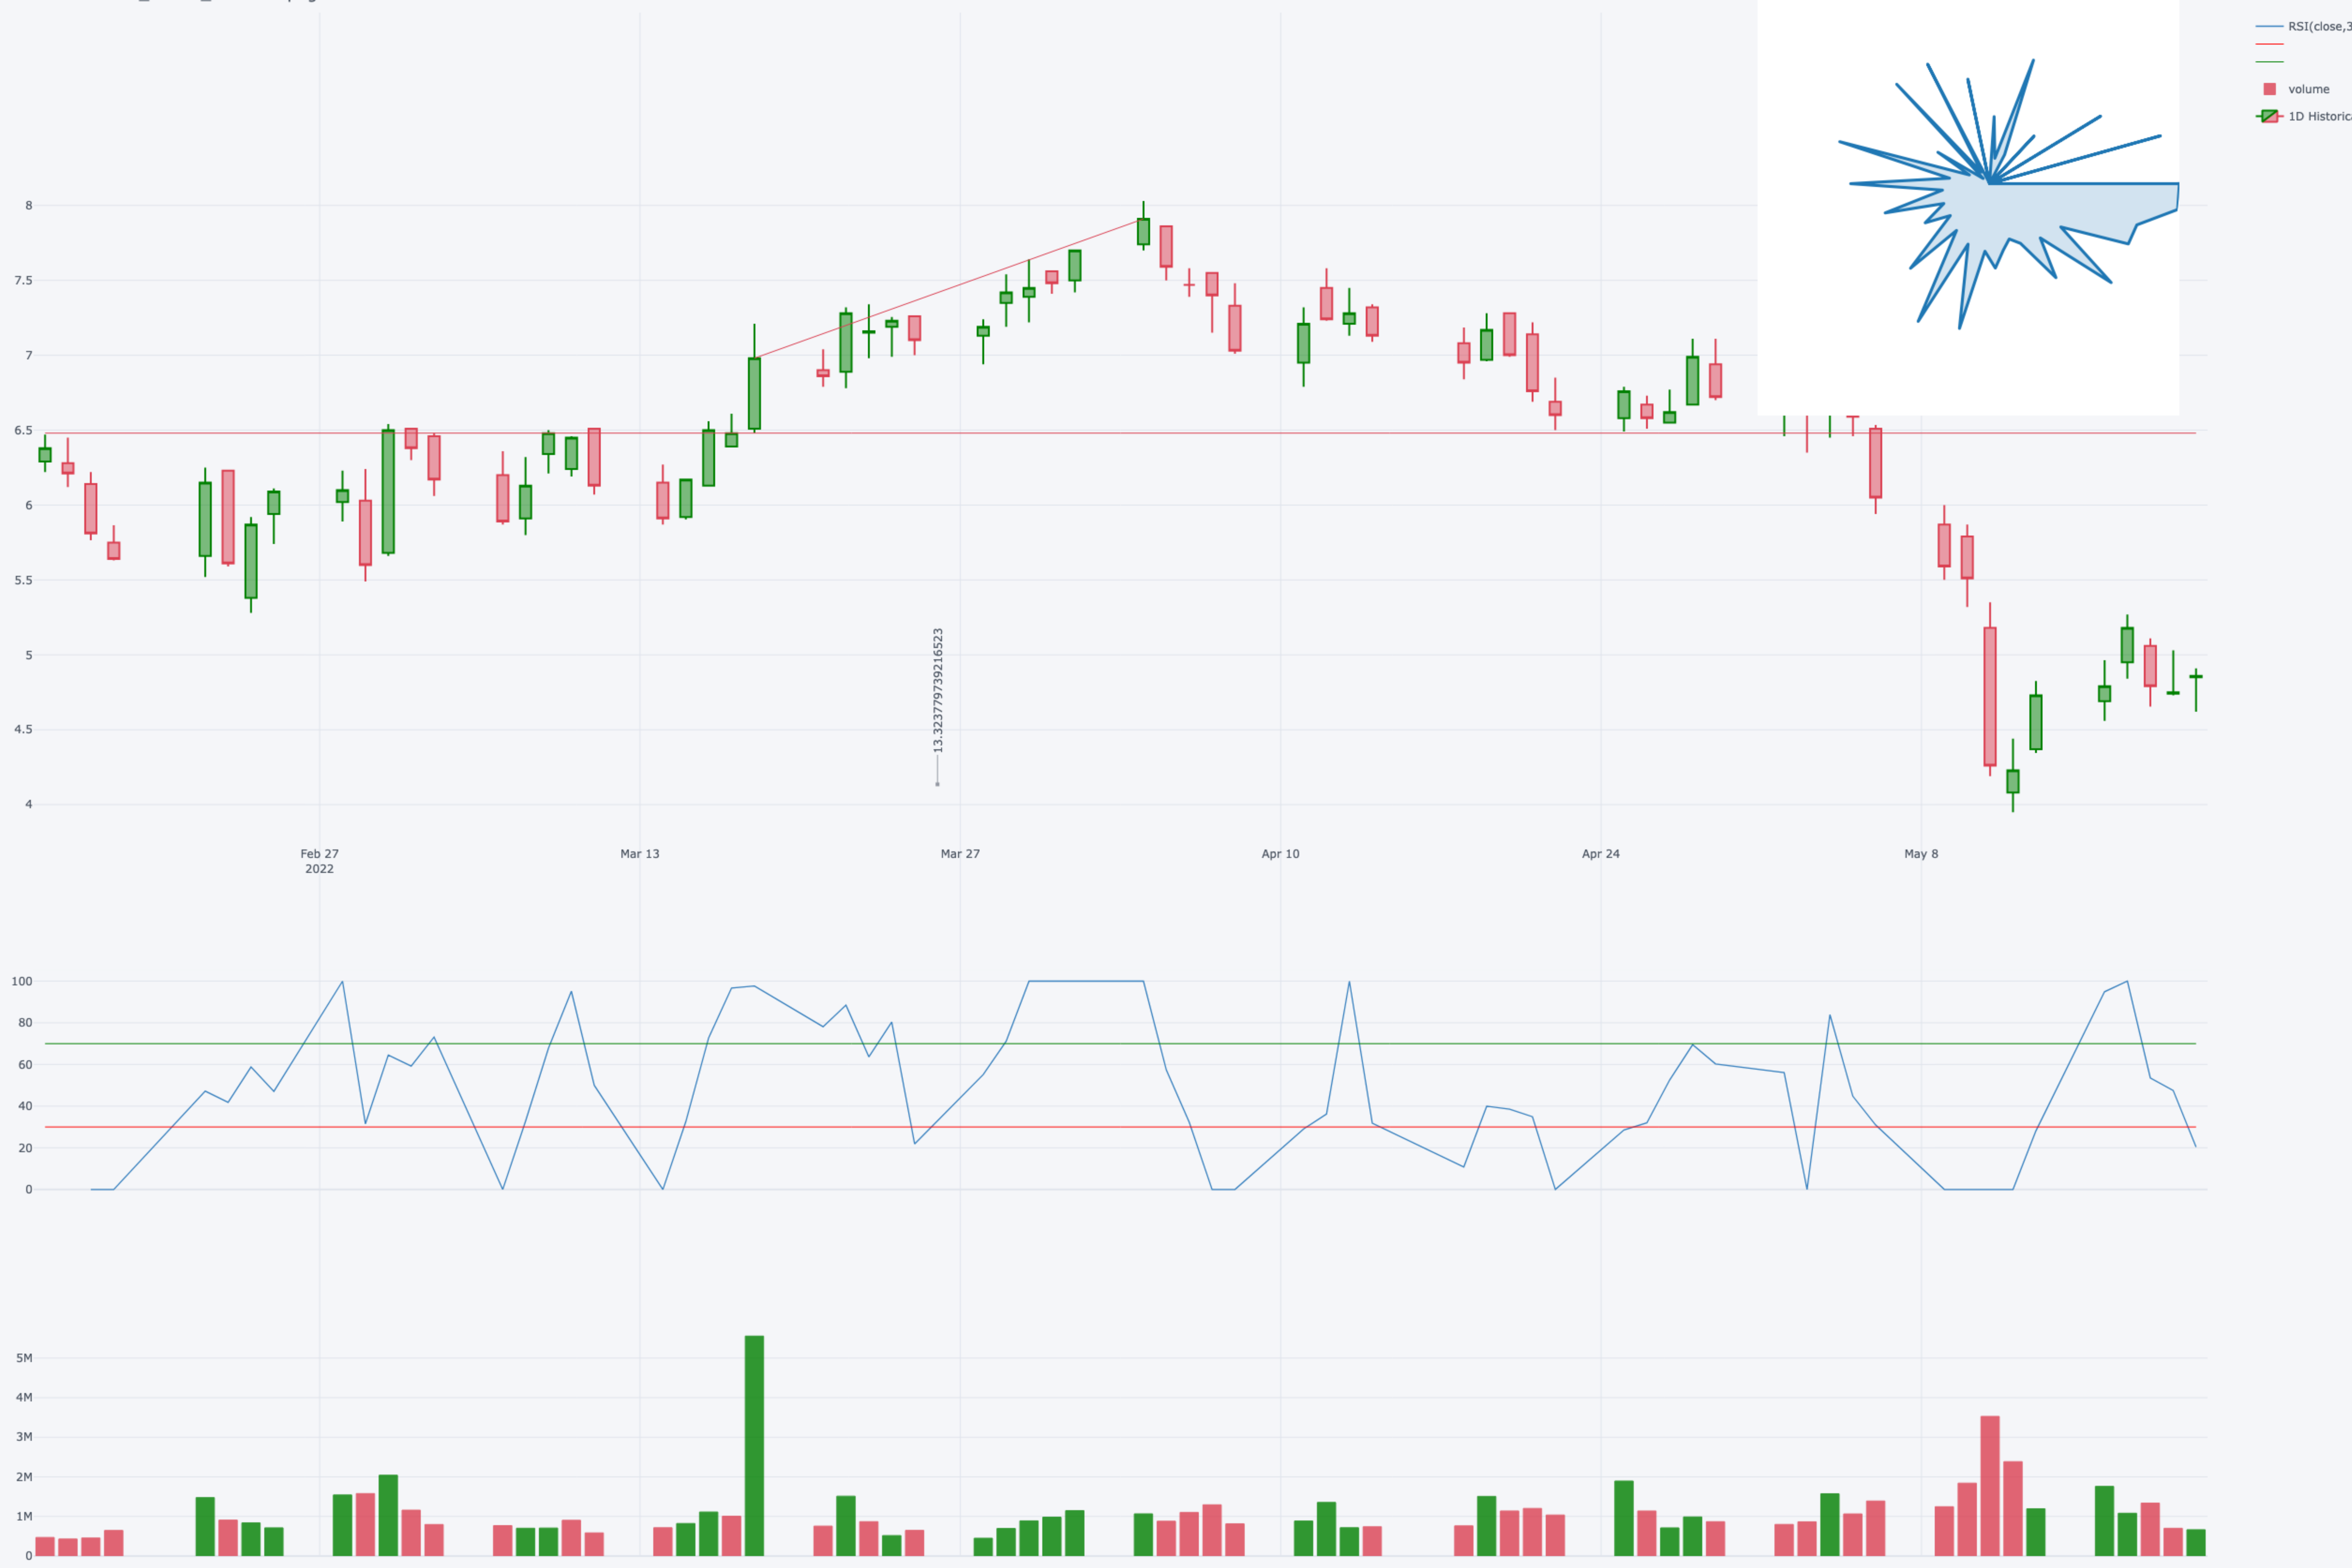 RSI(close,3
volume
1D Historica
8
7.5
7
6.5
6
5.5
5
4.5
4
13.323779739216523
Feb 27
2022
Mar 13
Mar 27
Apr 10
Apr 24
May 8
100
80
60
40
20
0
5M
4M
3M
2M
1M
0